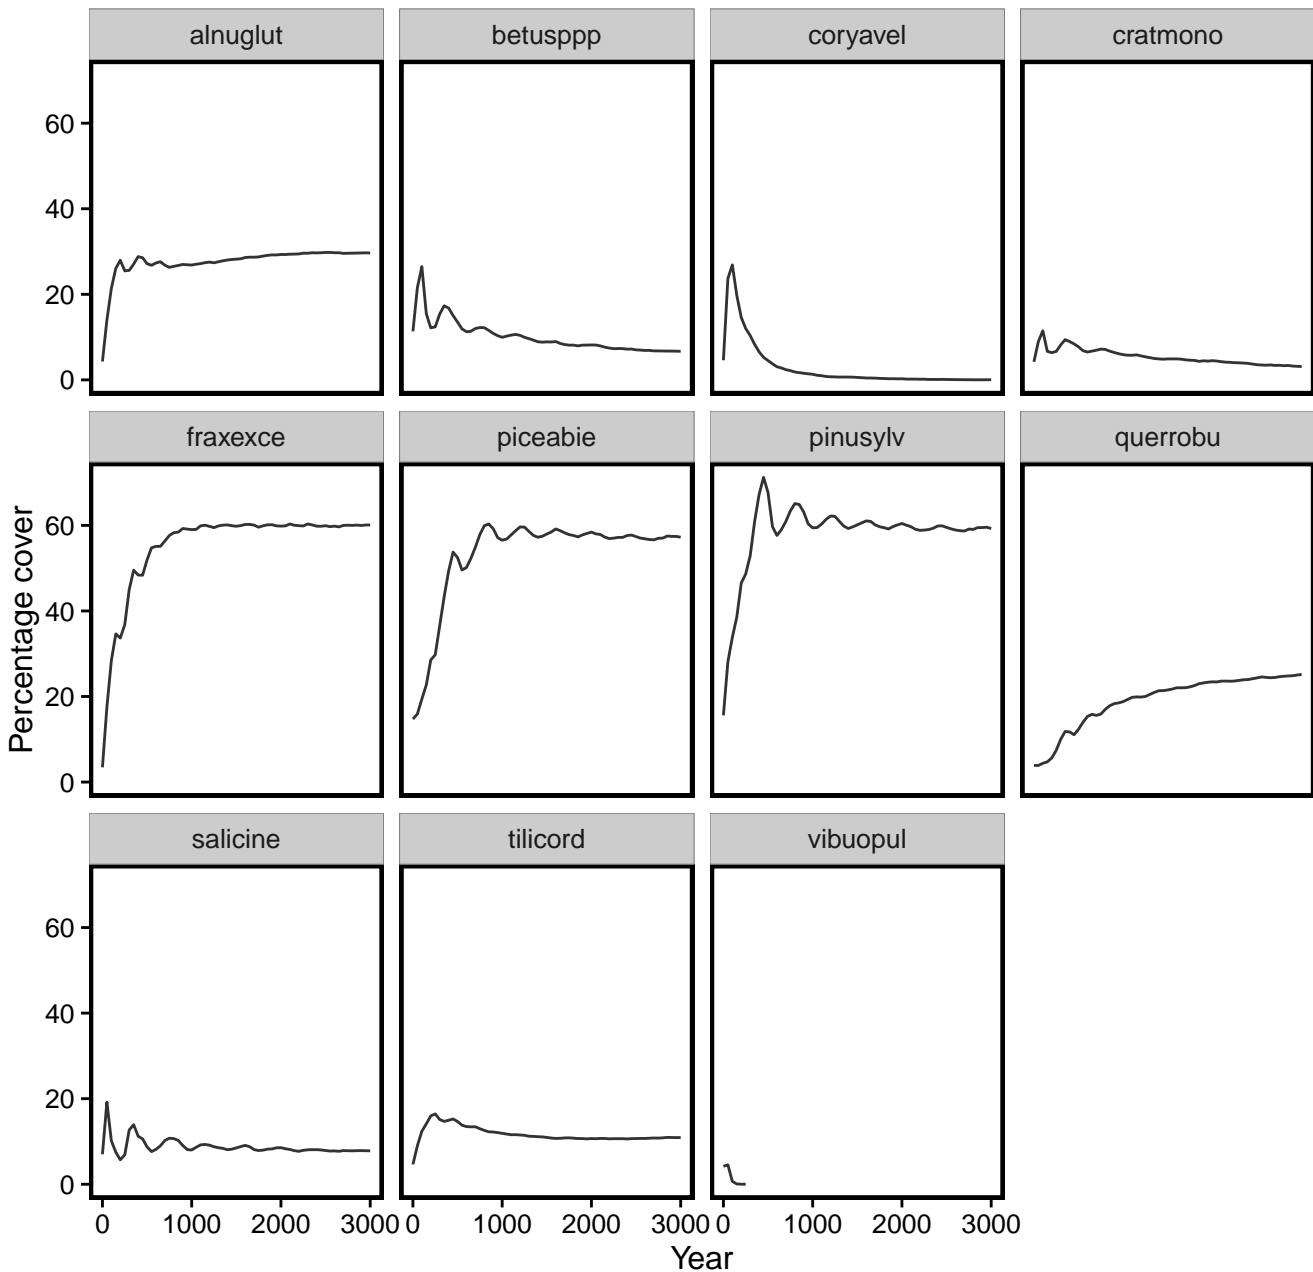 alnuglut betusppp coryavel cratmono
60
40
20
0
fraxexce piceabie pinusylv querrobu
60
40
20
0
Percentage cover
salicine tilicord vibuopul
60
40
20
0
0 1000 2000 3000 0 1000 2000 3000 0 1000 2000 3000
Year